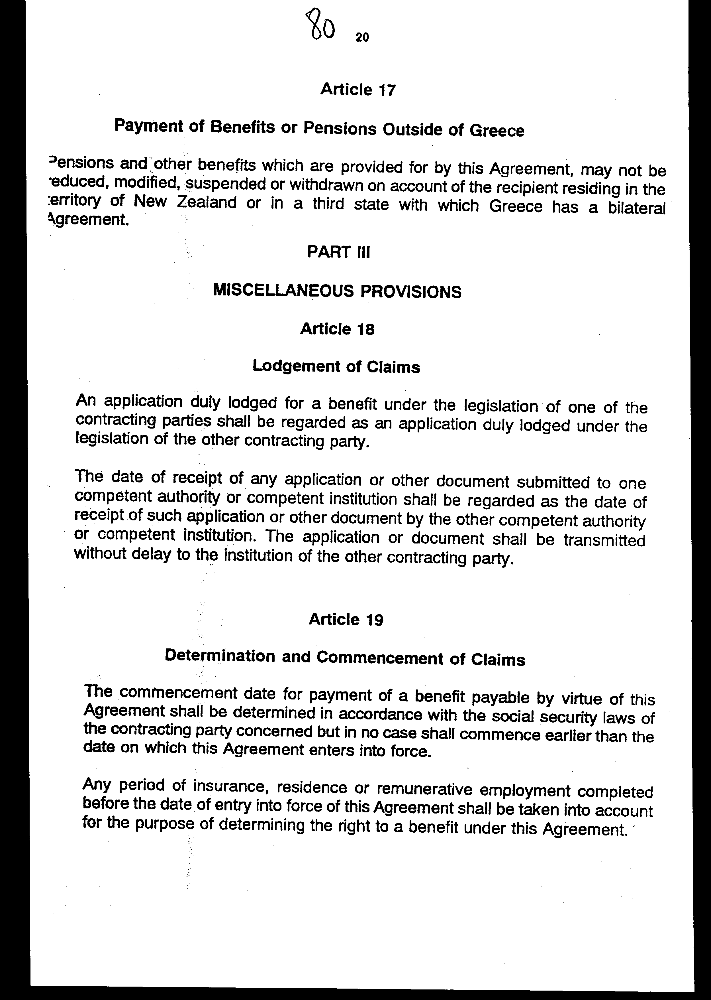 80 20
Article 17
Payment of Benefits or Pensions Outside of Greece
Pensions and other benefits which are provided for by this Agreement, may not be
reduced, modified, suspended or withdrawn on account of the recipient residing in the
territory of New Zealand or in a third state with which Greece has a bilateral
Agreement.
PART III
MISCELLANEOUS PROVISIONS
Article 18
Lodgement of Claims
An application duly lodged for a benefit under the legislation of one of the
contracting parties shall be regarded as an application duly lodged under the
legislation of the other contracting party.
The date of receipt of any application or other document submitted to one
competent authority or competent institution shall be regarded as the date of
receipt of such application or other document by the other competent authority
or competent institution. The application or document shall be transmitted
without delay to the institution of the other contracting party.
Article 19
Determination and Commencement of Claims
The commencement date for payment of a benefit payable by virtue of this
Agreement shall be determined in accordance with the social security laws of
the contracting party concerned but in no case shall commence earlier than the
date on which this Agreement enters into force.
Any period of insurance, residence or remunerative employment completed
before the date of entry into force of this Agreement shall be taken into account
for the purpose of determining the right to a benefit under this Agreement.